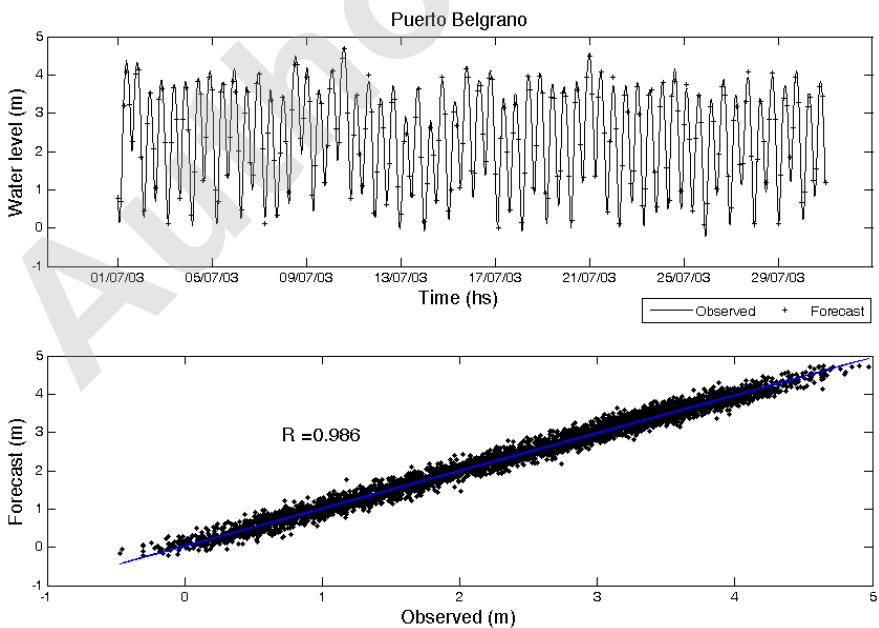 Puerto Belgrano
Water level (m)
5
4
3
2
1
0
-1
01/07/03 05/07/03 09/07/03 13/07/03 17/07/03 21/07/03 25/07/03 29/07/03
Time (hs)
Observed Forecast
Forecast (m)
5
4
3
2
1
0
-1
R =0.986
-1 0 1 2 3 4 5
Observed (m)
Autho